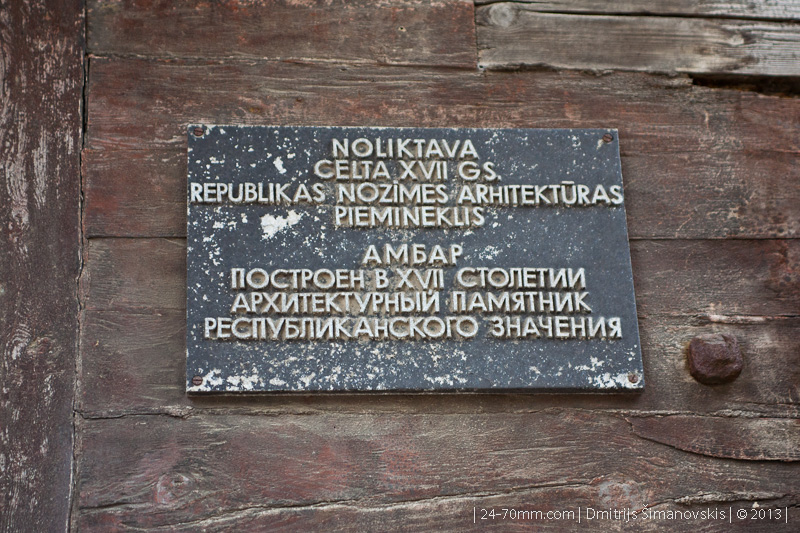 NOLIKTAVA
CELTA XVII GS.
REPUBLIKAS NOZĪMES ARHITEKTŪRAS
PIEMINEKLIS
АМБАР
ПОСТРОЕН В XVII СТОЛЕТИИ
АРХИТЕКТУРНЫЙ ПАМЯТНИК
РЕСПУБЛИКАНСКОГО ЗНАЧЕНИЯ
| 24-70mm.com | Dmitrijs Šimanovskis | © 2013 |